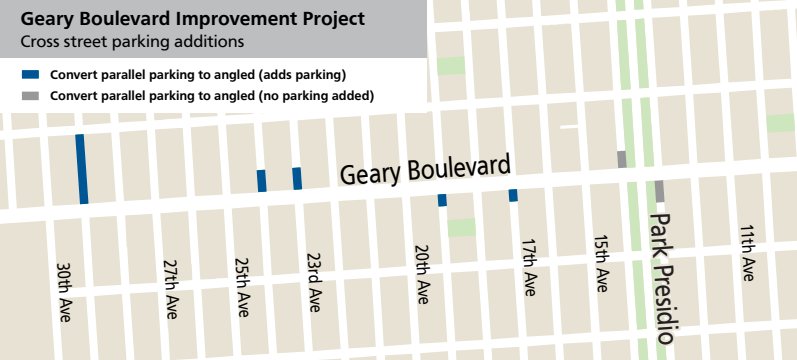 Geary Boulevard Improvement Project
Cross street parking additions
Convert parallel parking to angled (adds parking)
Convert parallel parking to angled (no parking added)
Geary Boulevard
30th Ave
27th Ave
25th Ave
23rd Ave
20th Ave
17th Ave
15th Ave
Park Presidio
11th Ave